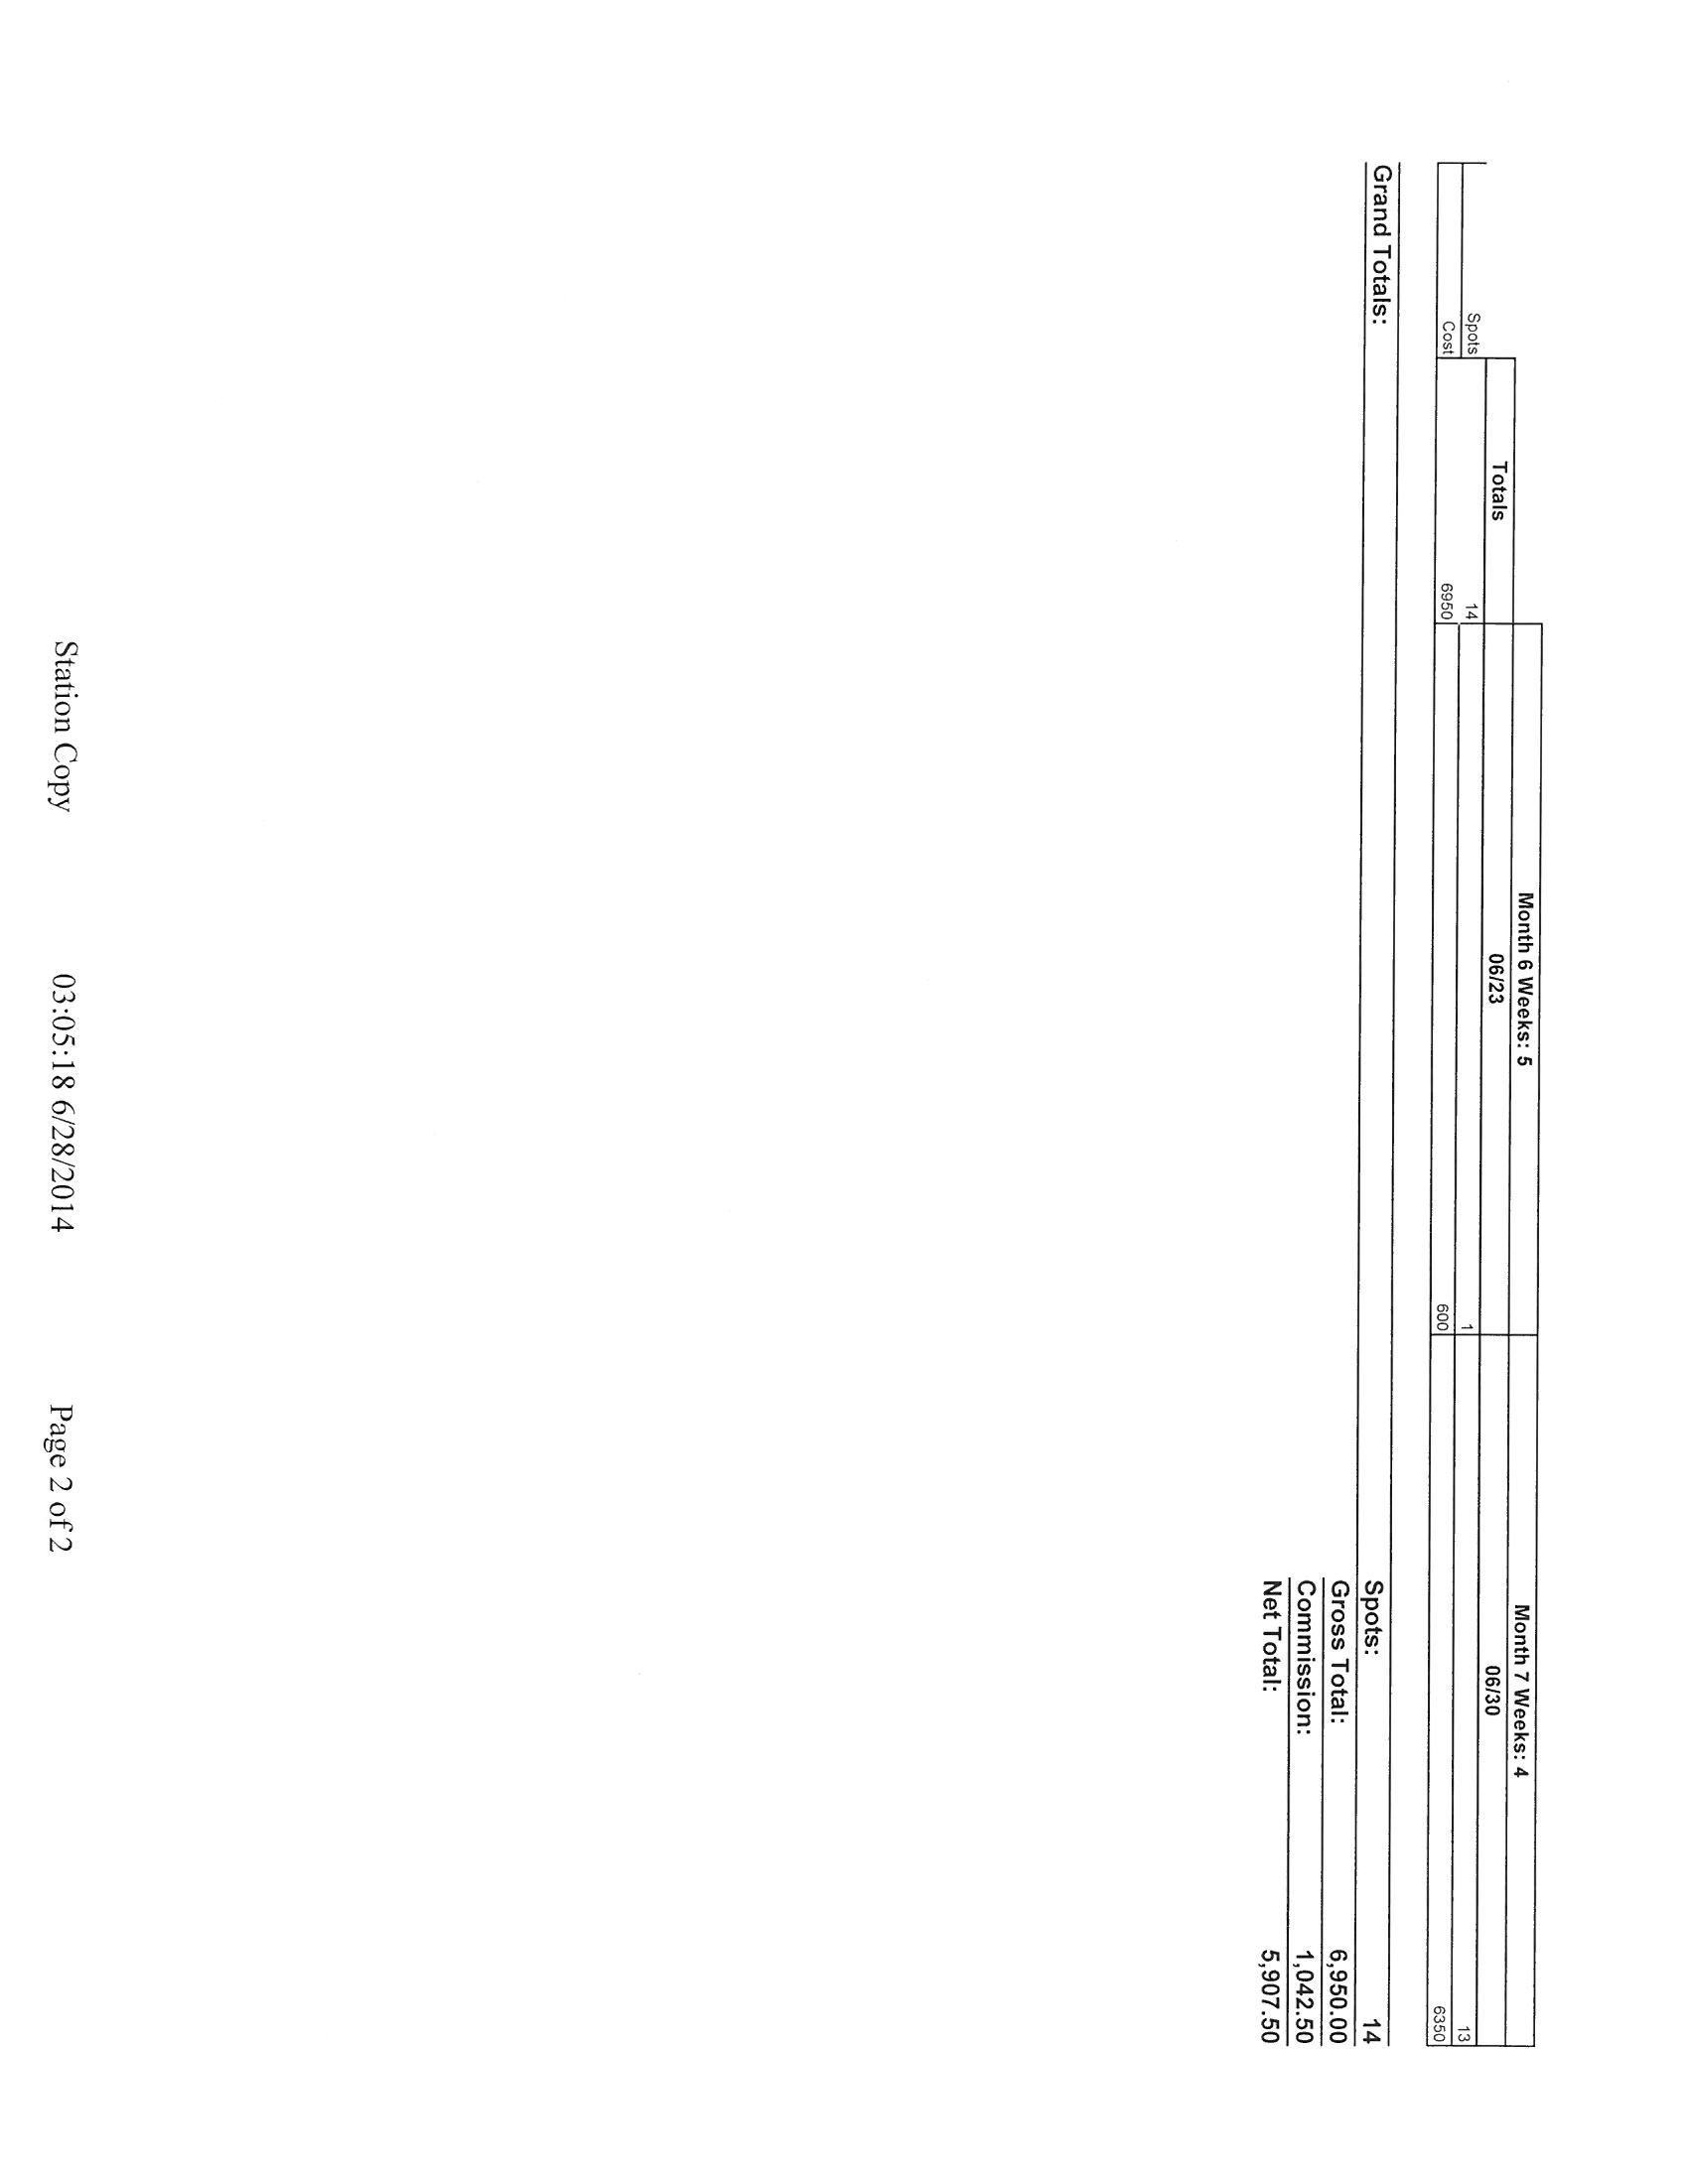 Month 6 Weeks: 5 Month 7 Weeks: 4
Totals 06/23 06/30
Spots 14 1 13
Cost 6950 600 6350
Grand Totals: Spots: 14
Gross Total: 6,950.00
Commission: 1,042.50
Net Total: 5,907.50
Station Copy 03:05:18 6/28/2014 Page 2 of 2